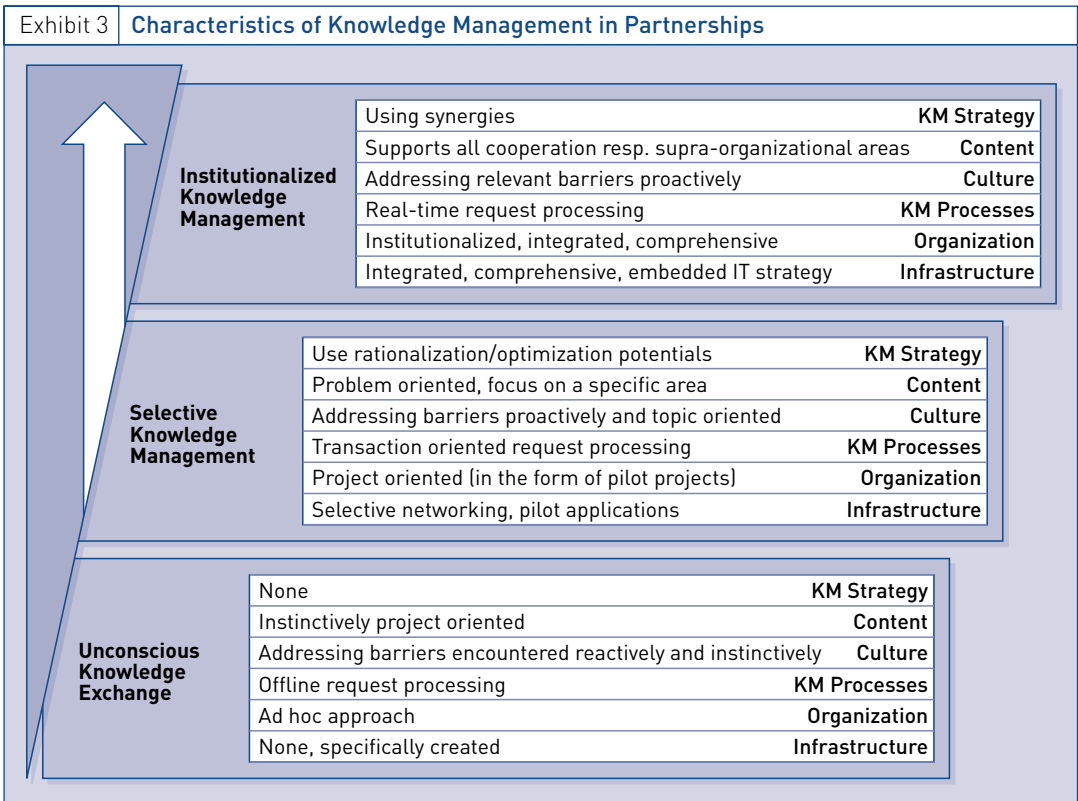 Exhibit 3 Characteristics of Knowledge Management in Partnerships
Institutionalized
Knowledge
Management
Using synergies KM Strategy
Supports all cooperation resp. supra-organizational areas Content
Addressing relevant barriers proactively Culture
Real-time request processing KM Processes
Institutionalized, integrated, comprehensive Organization
Integrated, comprehensive, embedded IT strategy Infrastructure
Selective
Knowledge
Management
Use rationalization/optimization potentials KM Strategy
Problem oriented, focus on a specific area Content
Addressing barriers proactively and topic oriented Culture
Transaction oriented request processing KM Processes
Project oriented (in the form of pilot projects) Organization
Selective networking, pilot applications Infrastructure
Unconscious
Knowledge
Exchange
None KM Strategy
Instinctively project oriented Content
Addressing barriers encountered reactively and instinctively Culture
Offline request processing KM Processes
Ad hoc approach Organization
None, specifically created Infrastructure